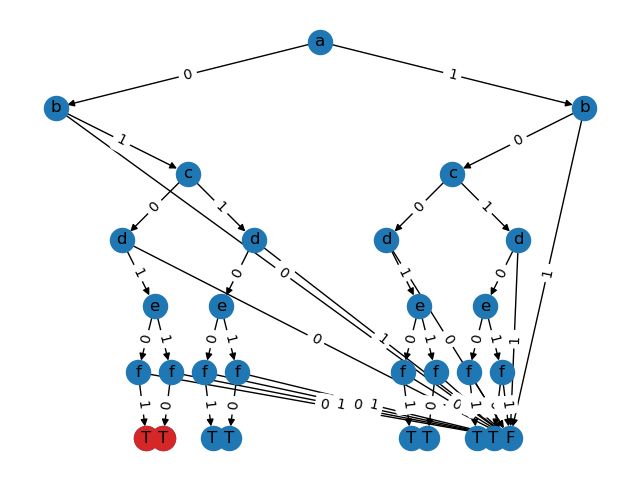 a
0 1
b b
1 0
c c
0 1 0 1
d d d d
1 0 0 1 0 1
e e e e
0 1 0 1 0 1 0 1 0 1 0 1
f f f f f f f f
1 0 1 0 0 1 0 1 1 0 1 1
T T T T T T T T F